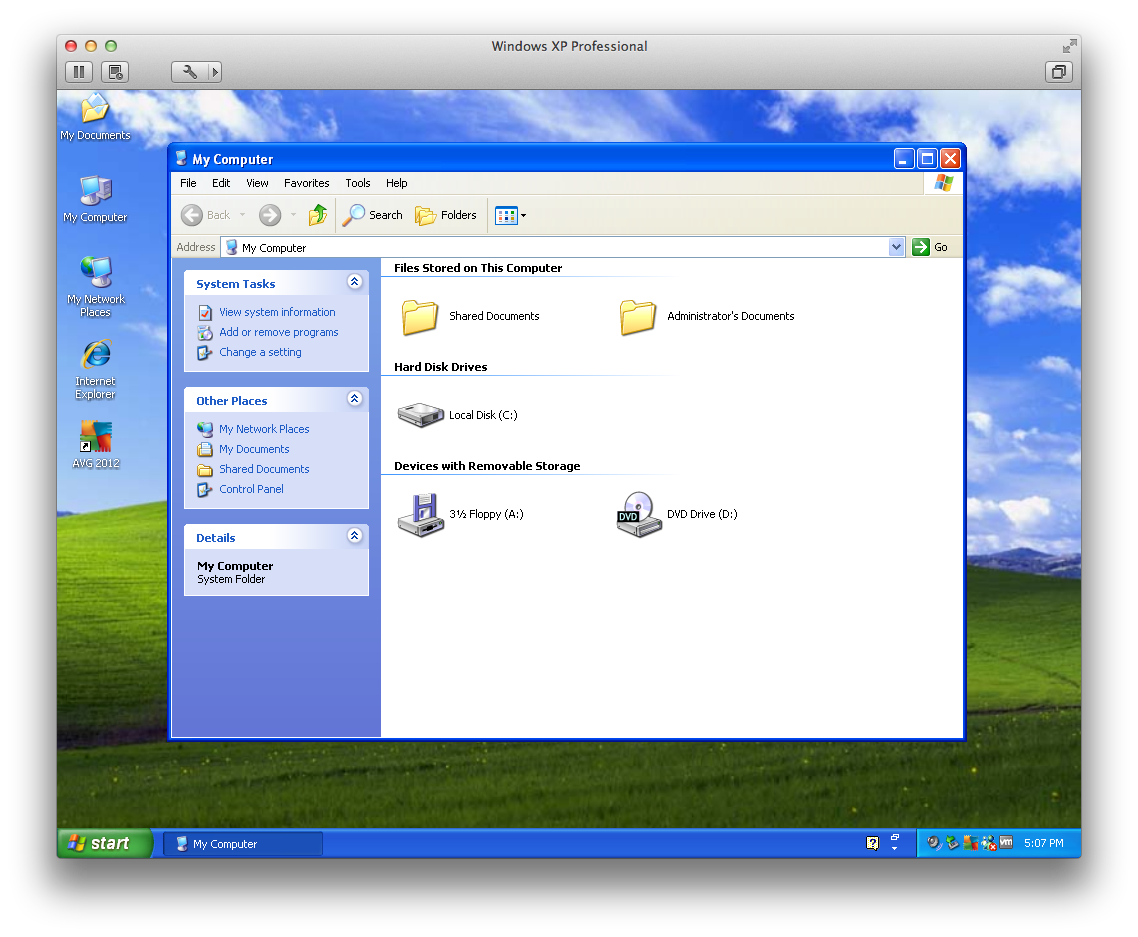 Windows XP Professional
My Documents
My Computer
My Network
Places
Internet
Explorer
AVG 2012
My Computer
File Edit View Favorites Tools Help
Back Search Folders
Address My Computer Go
System Tasks
View system information
Add or remove programs
Change a setting
Other Places
My Network Places
My Documents
Shared Documents
Control Panel
Details
My Computer
System Folder
Files Stored on This Computer
Shared Documents Administrator's Documents
Hard Disk Drives
Local Disk (C:)
Devices with Removable Storage
3½ Floppy (A:) DVD DVD Drive (D:)
start My Computer vm 5:07 PM